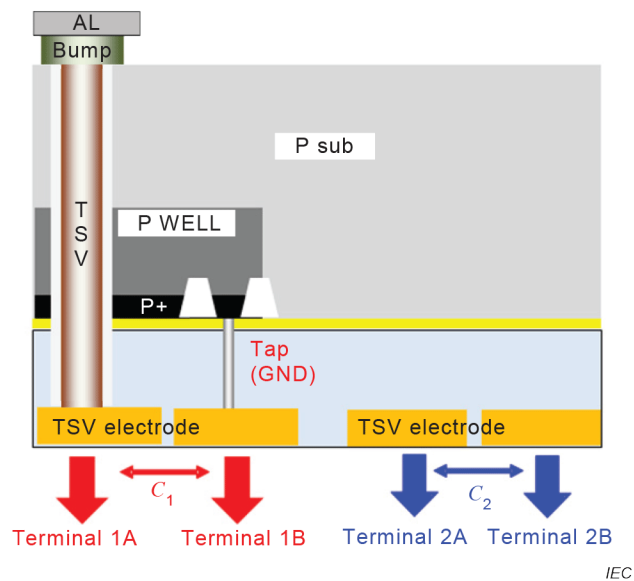 AL
Bump
P sub
TSV
P WELL
P+
Tap
(GND)
TSV electrode
TSV electrode
C1
C2
Terminal 1A
Terminal 1B
Terminal 2A
Terminal 2B
IEC